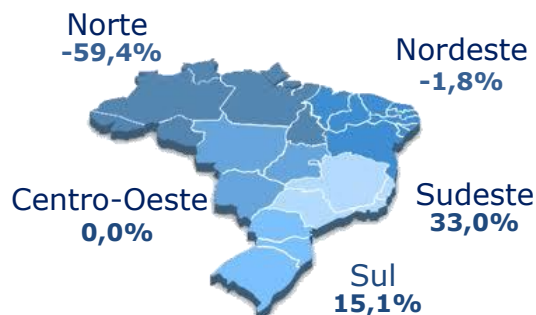 Norte
-59,4%
Nordeste
-1,8%
Centro-Oeste
0,0%
Sudeste
33,0%
Sul
15,1%